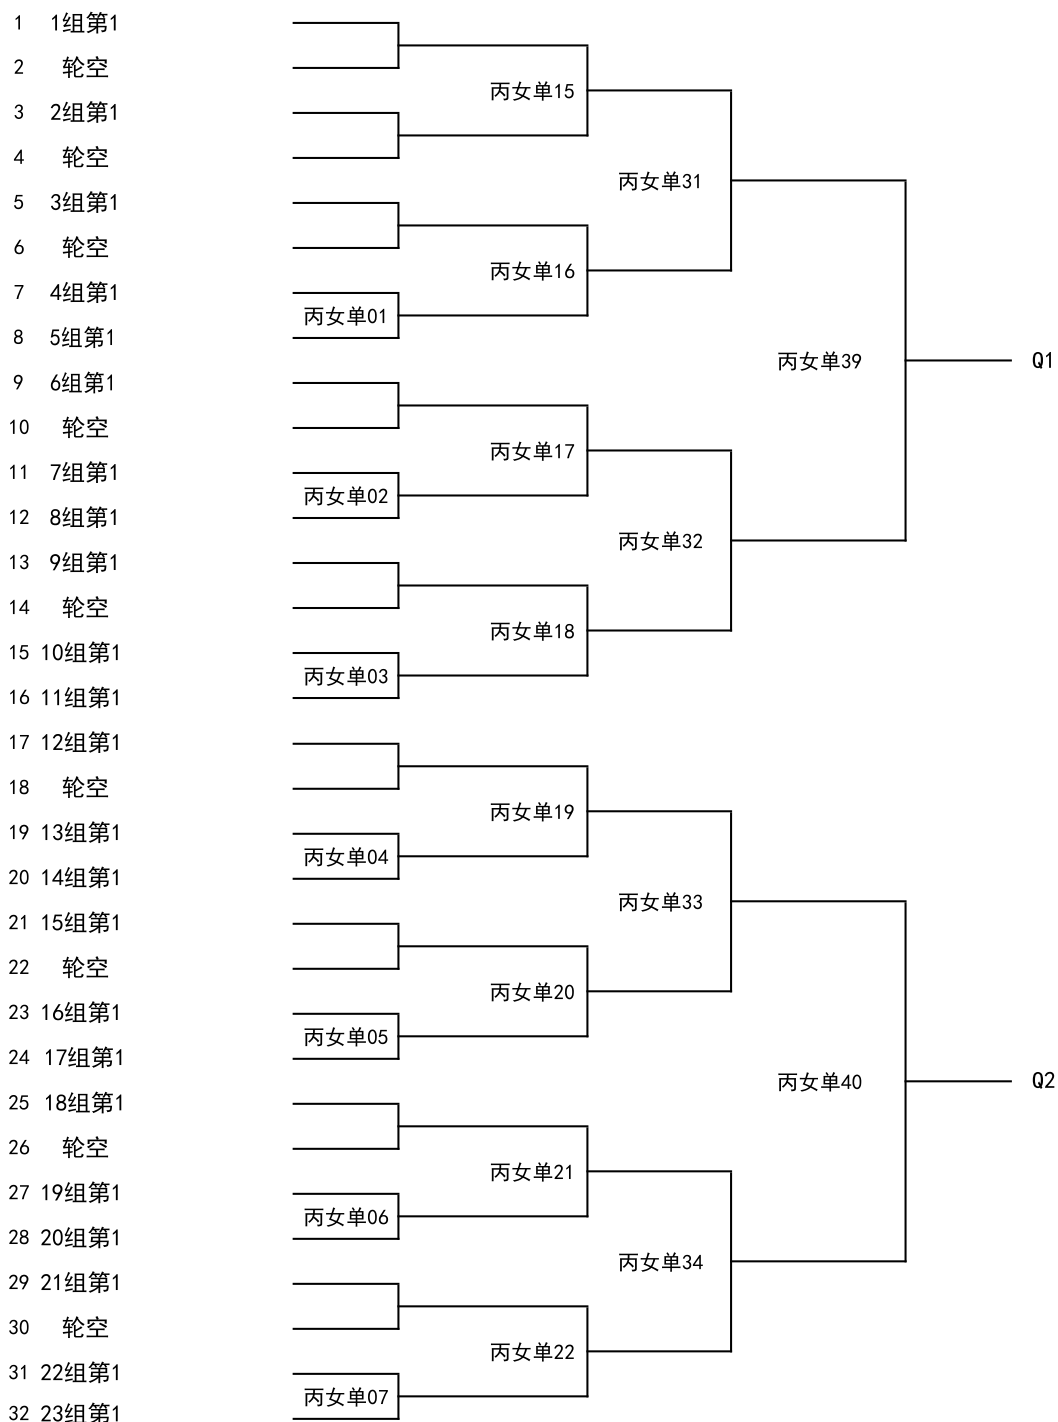 1 1组第1
2 轮空
丙女单15
3 2组第1
4 轮空
丙女单31
5 3组第1
6 轮空
丙女单16
7 4组第1
丙女单01
8 5组第1
丙女单39 Q1
9 6组第1
10 轮空
丙女单17
11 7组第1
丙女单02
12 8组第1
丙女单32
13 9组第1
14 轮空
丙女单18
15 10组第1
丙女单03
16 11组第1
17 12组第1
18 轮空
丙女单19
19 13组第1
丙女单04
20 14组第1
丙女单33
21 15组第1
22 轮空
丙女单20
23 16组第1
丙女单05
24 17组第1
丙女单40 Q2
25 18组第1
26 轮空
丙女单21
27 19组第1
丙女单06
28 20组第1
丙女单34
29 21组第1
30 轮空
丙女单22
31 22组第1
丙女单07
32 23组第1